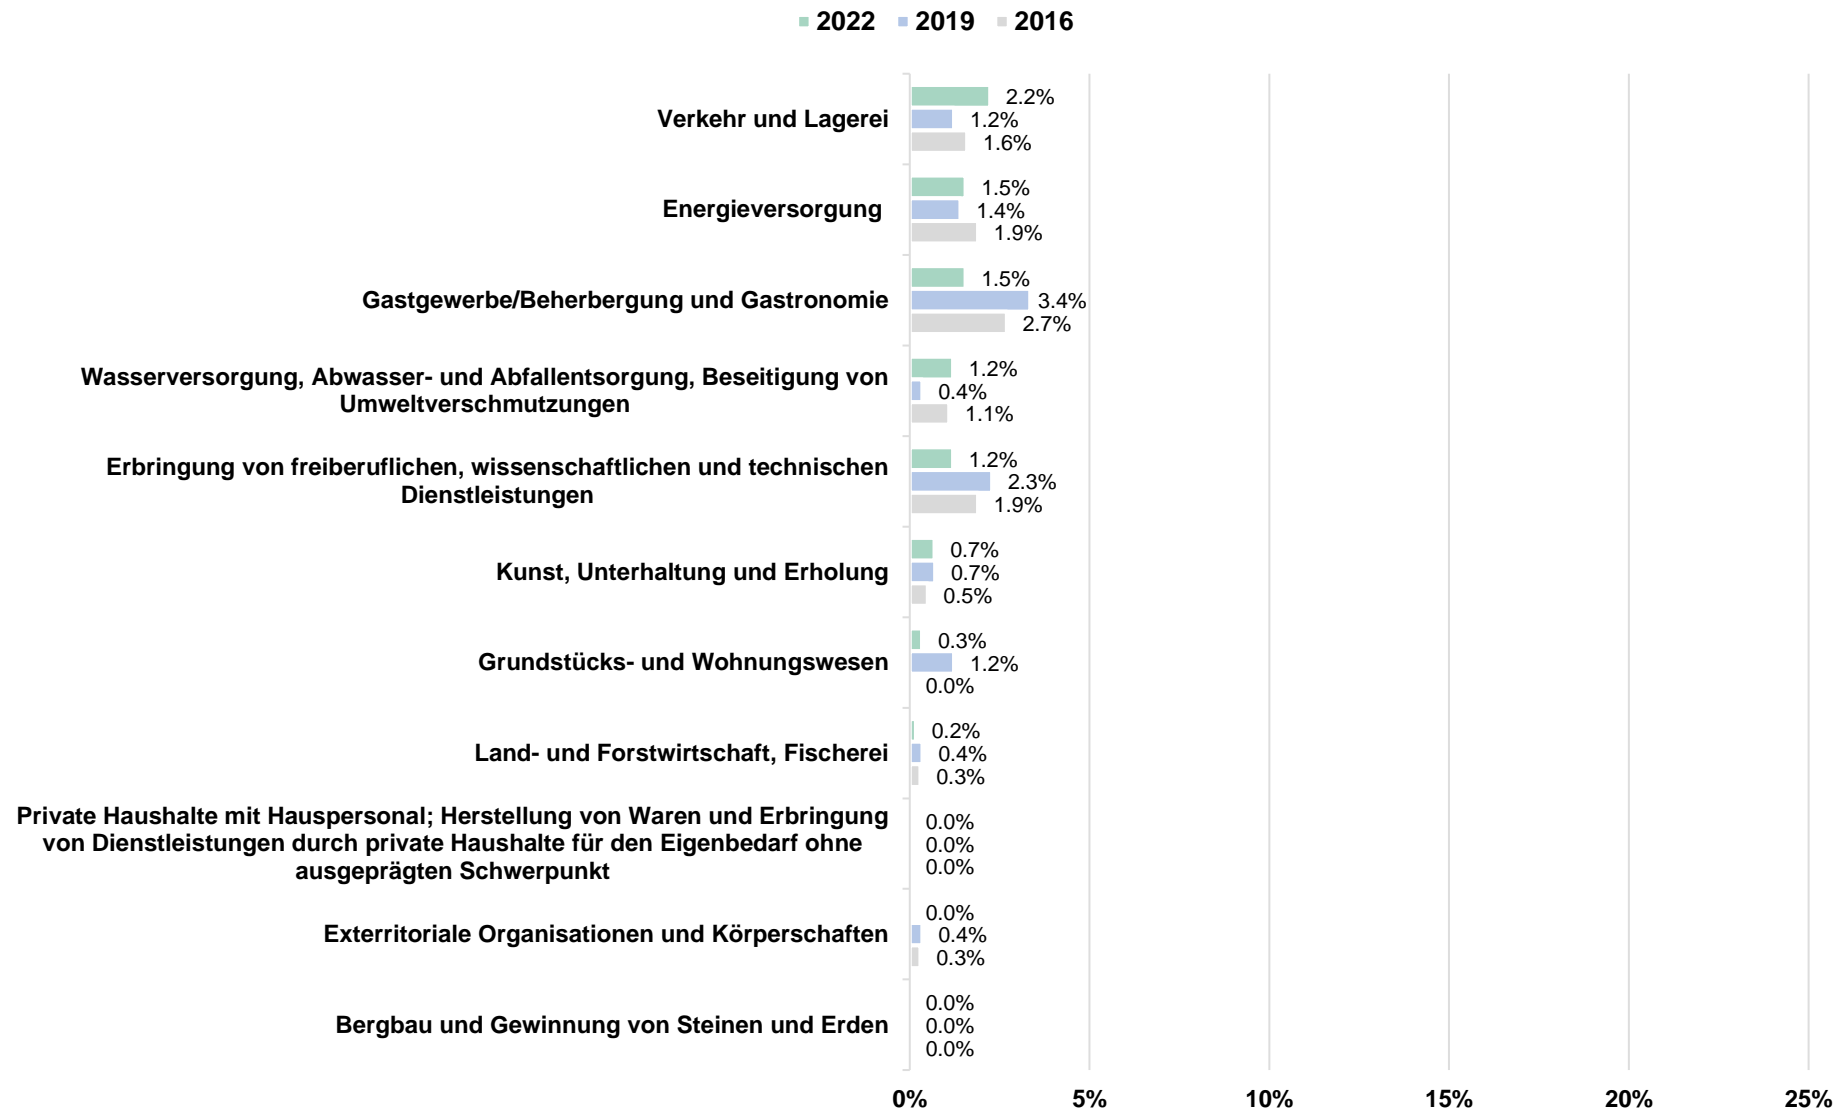 2022 2019 2016
Verkehr und Lagerei
2.2%
1.2%
1.6%
Energieversorgung
1.5%
1.4%
1.9%
Gastgewerbe/Beherbergung und Gastronomie
1.5%
3.4%
2.7%
Wasserversorgung, Abwasser- und Abfallentsorgung, Beseitigung von
Umweltverschmutzungen
1.2%
0.4%
1.1%
Erbringung von freiberuflichen, wissenschaftlichen und technischen
Dienstleistungen
1.2%
2.3%
1.9%
Kunst, Unterhaltung und Erholung
0.7%
0.7%
0.5%
Grundstücks- und Wohnungswesen
0.3%
1.2%
0.0%
Land- und Forstwirtschaft, Fischerei
0.2%
0.4%
0.3%
Private Haushalte mit Hauspersonal; Herstellung von Waren und Erbringung
von Dienstleistungen durch private Haushalte für den Eigenbedarf ohne
ausgeprägten Schwerpunkt
0.0%
0.0%
0.0%
Exterritoriale Organisationen und Körperschaften
0.0%
0.4%
0.3%
Bergbau und Gewinnung von Steinen und Erden
0.0%
0.0%
0.0%
0% 5% 10% 15% 20% 25%